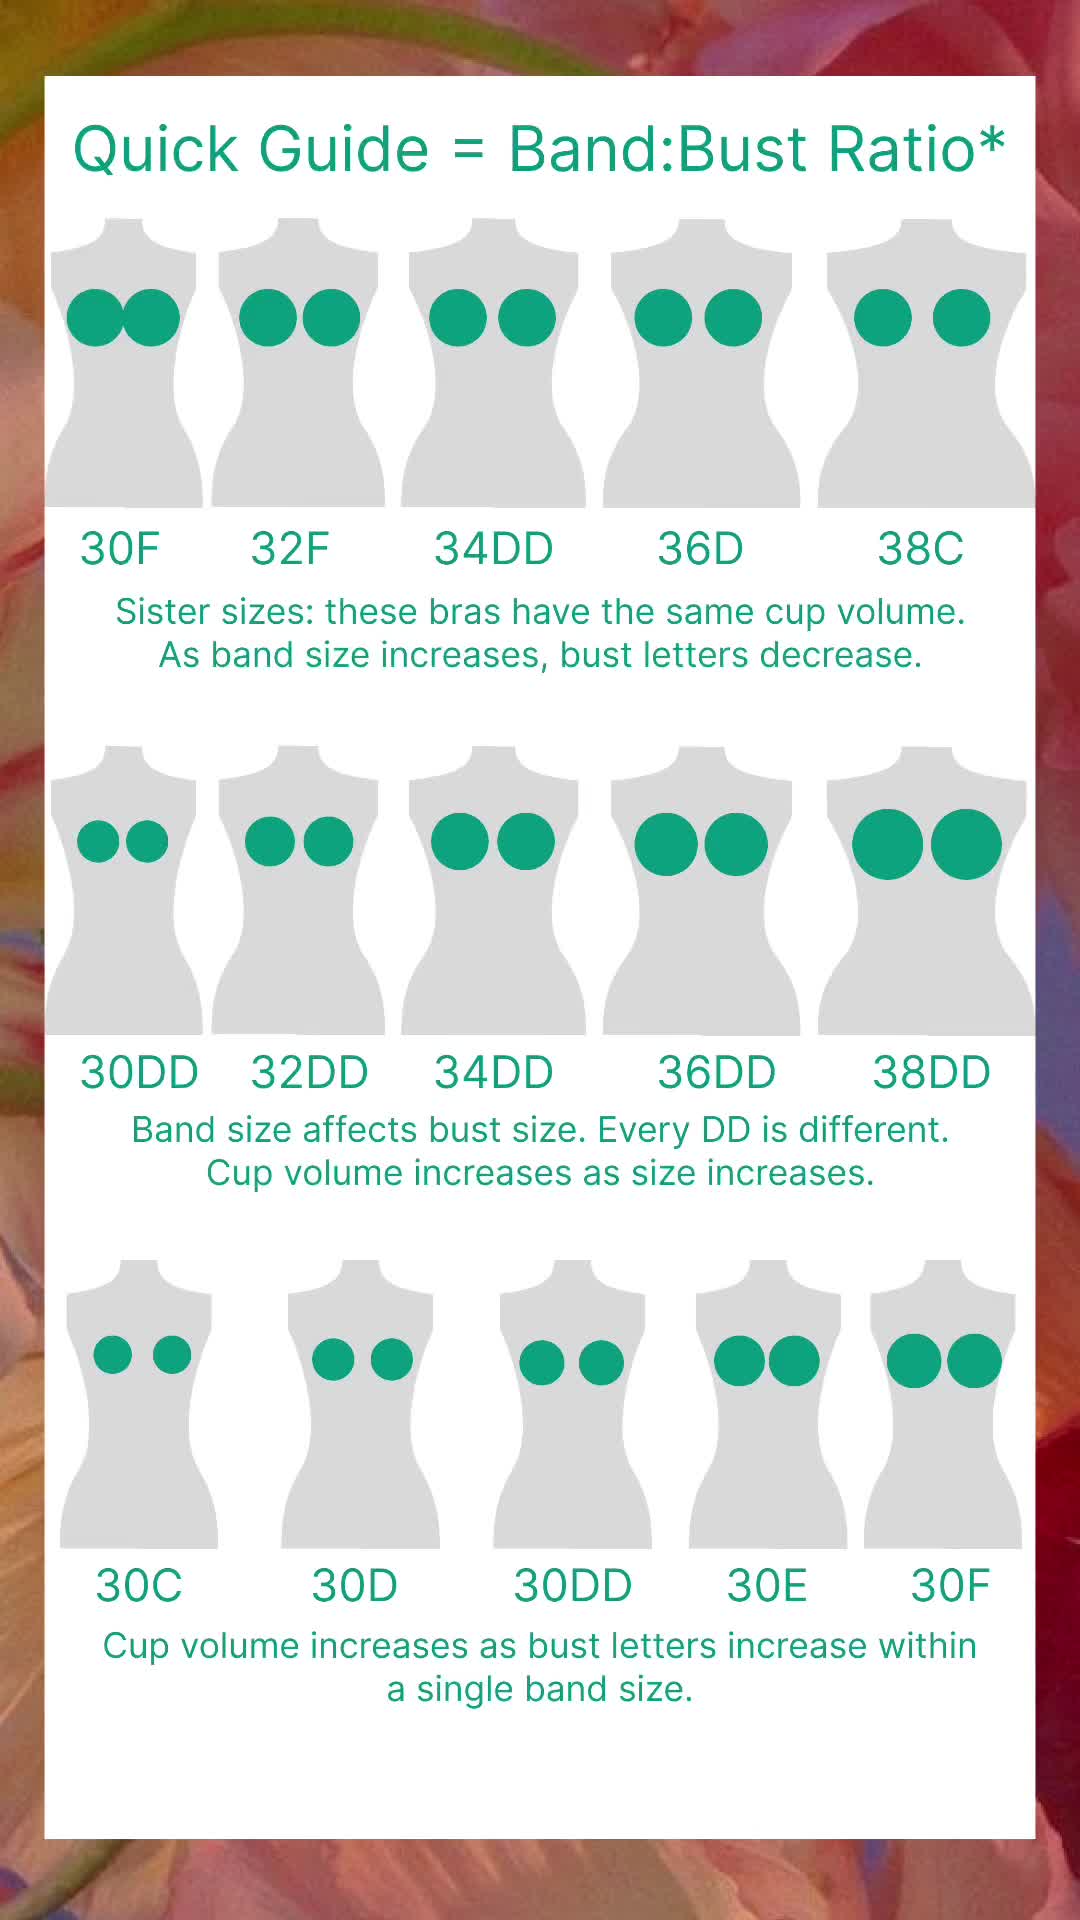 Quick Guide = Band:Bust Ratio*
30F 32F 34DD 36D 38C
Sister sizes: these bras have the same cup volume.
As band size increases, bust letters decrease.
30DD 32DD 34DD 36DD 38DD
Band size affects bust size. Every DD is different.
Cup volume increases as size increases.
30C 30D 30DD 30E 30F
Cup volume increases as bust letters increase within
a single band size.